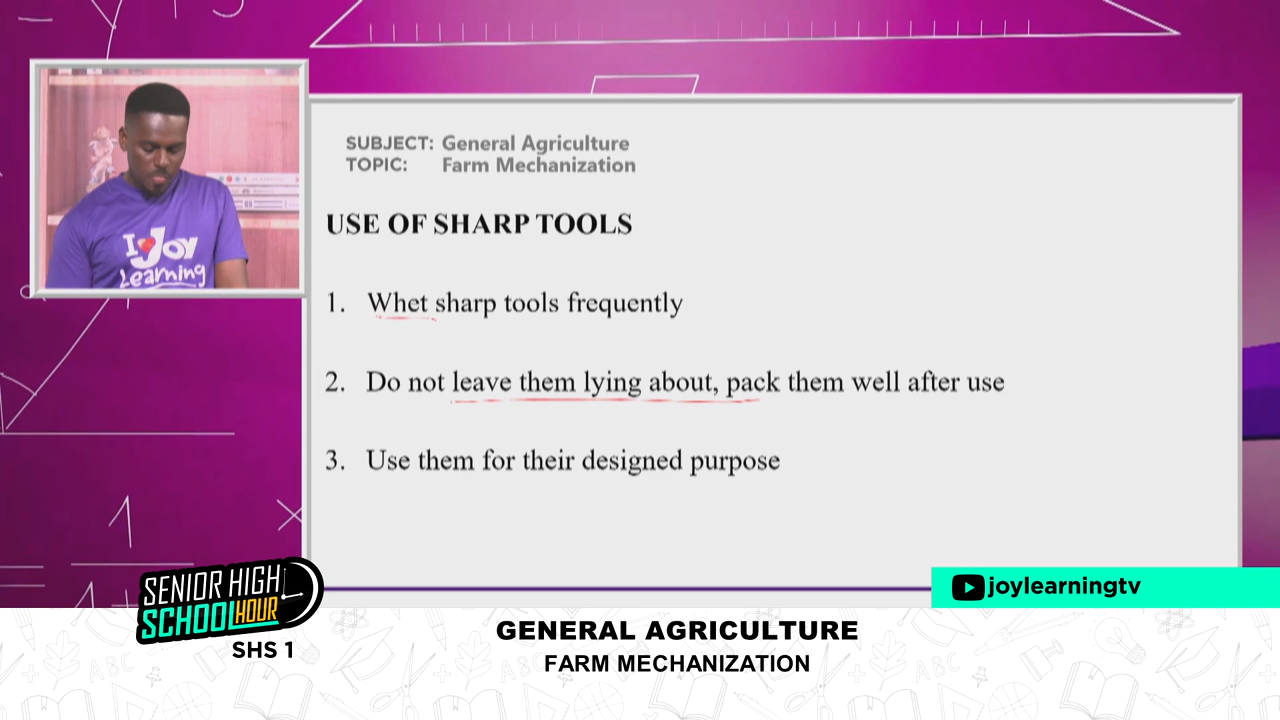 SUBJECT: General Agriculture
TOPIC: Farm Mechanization
USE OF SHARP TOOLS
1. Whet sharp tools frequently
2. Do not leave them lying about, pack them well after use
3. Use them for their designed purpose
I ❤ Joy
Learning
SENIOR HIGH
SCHOOL HOUR
SHS 1
joylearningtv
GENERAL AGRICULTURE
FARM MECHANIZATION